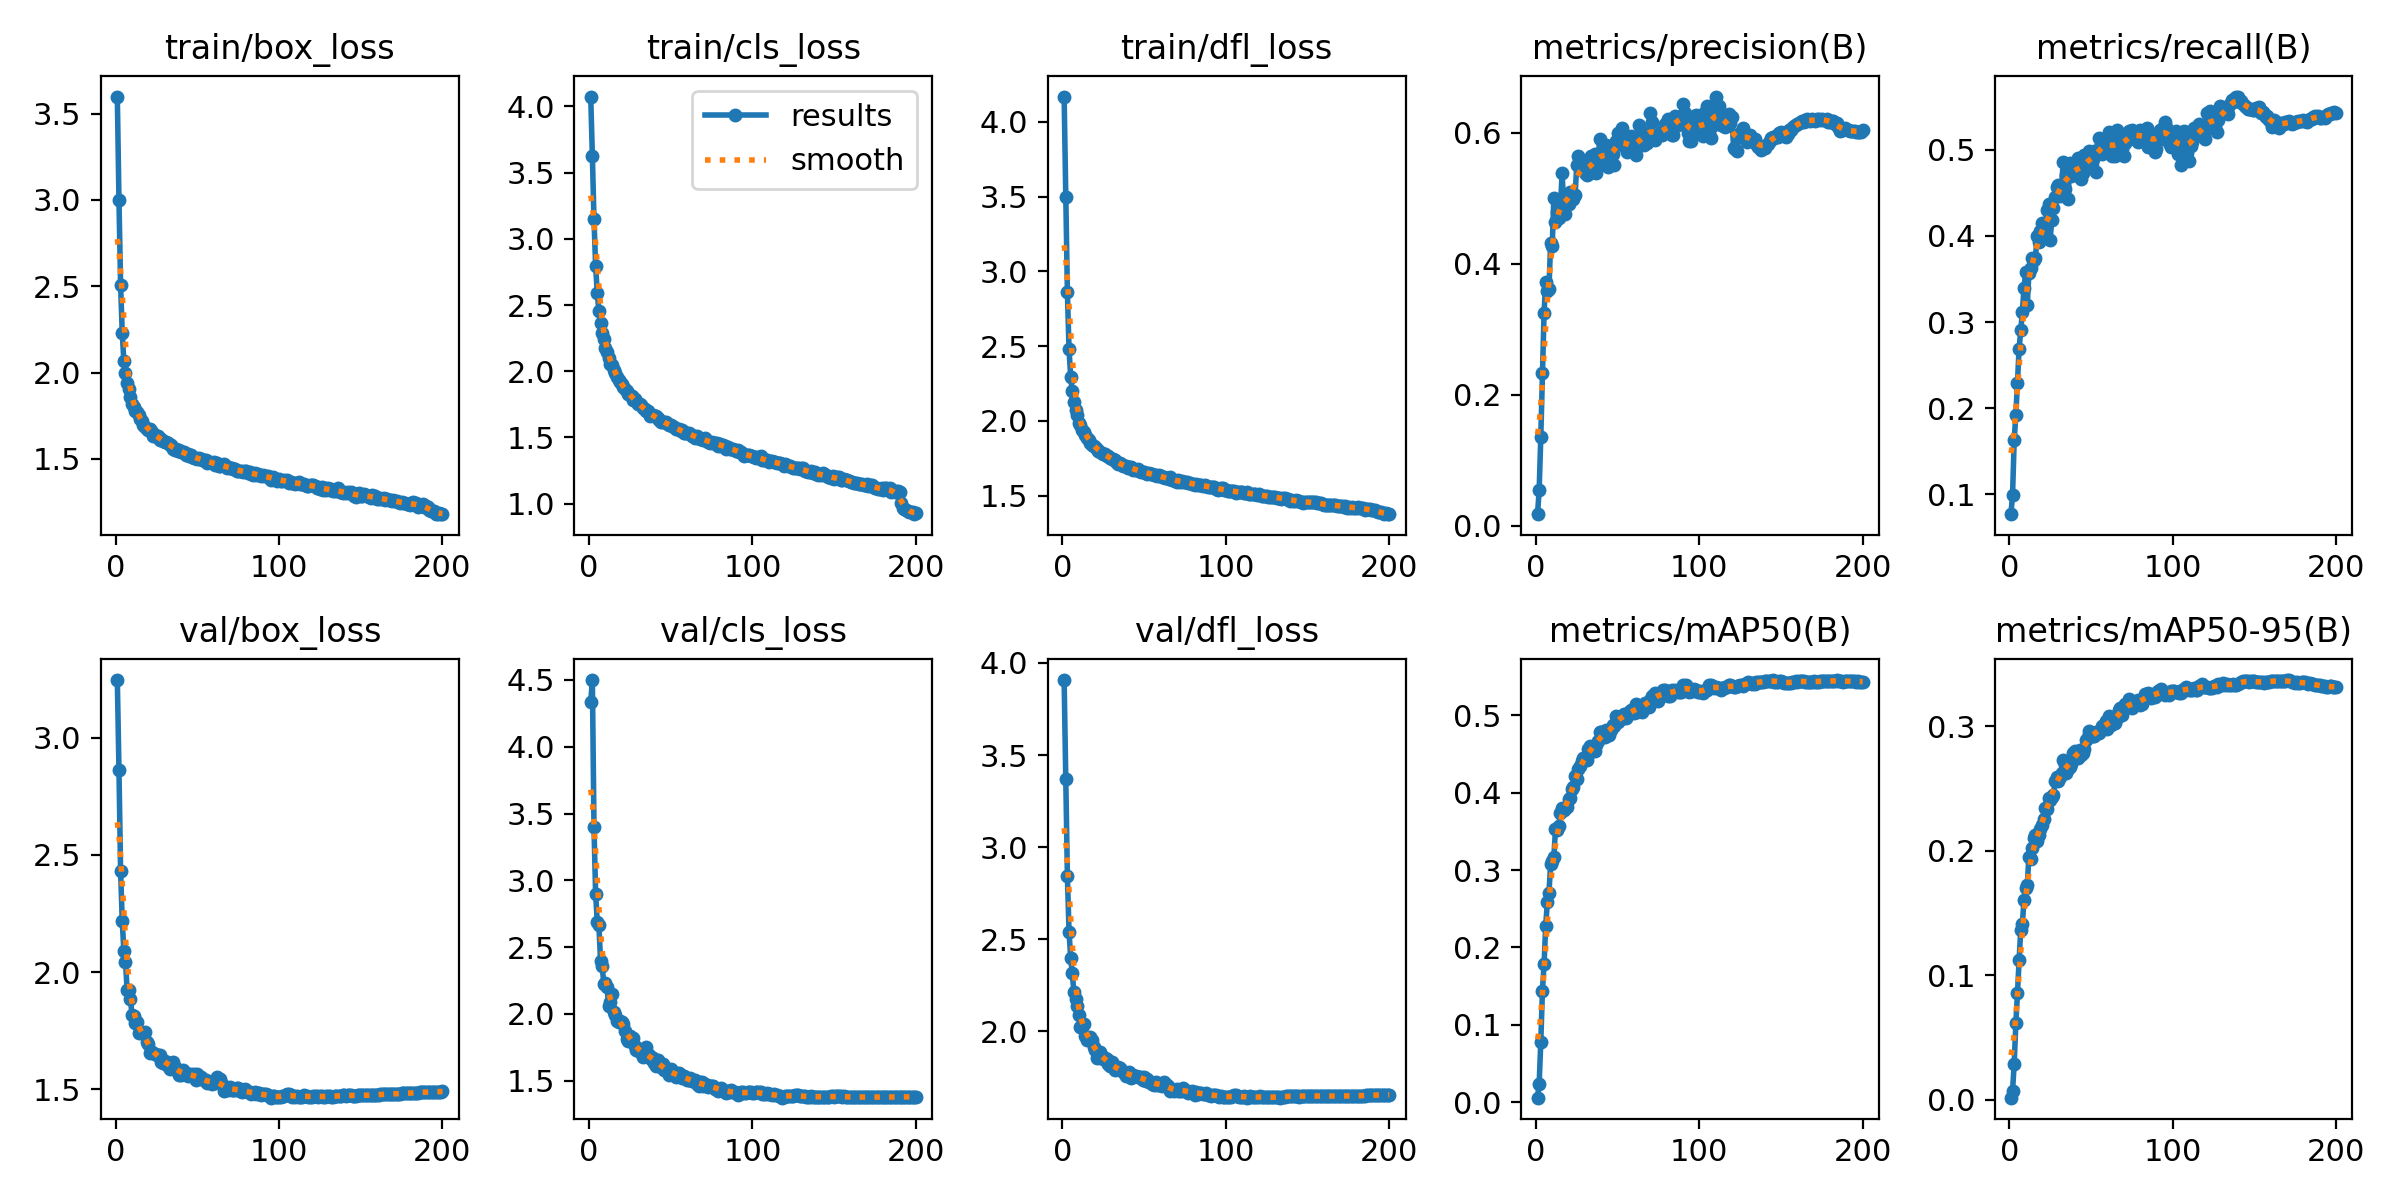 train/box_loss
3.5
3.0
2.5
2.0
1.5
0 100 200
train/cls_loss
results
smooth
4.0
3.5
3.0
2.5
2.0
1.5
1.0
0 100 200
train/dfl_loss
4.0
3.5
3.0
2.5
2.0
1.5
0 100 200
metrics/precision(B)
0.6
0.4
0.2
0.0
0 100 200
metrics/recall(B)
0.5
0.4
0.3
0.2
0.1
0 100 200
val/box_loss
3.0
2.5
2.0
1.5
0 100 200
val/cls_loss
4.5
4.0
3.5
3.0
2.5
2.0
1.5
0 100 200
val/dfl_loss
4.0
3.5
3.0
2.5
2.0
0 100 200
metrics/mAP50(B)
0.5
0.4
0.3
0.2
0.1
0.0
0 100 200
metrics/mAP50-95(B)
0.3
0.2
0.1
0.0
0 100 200